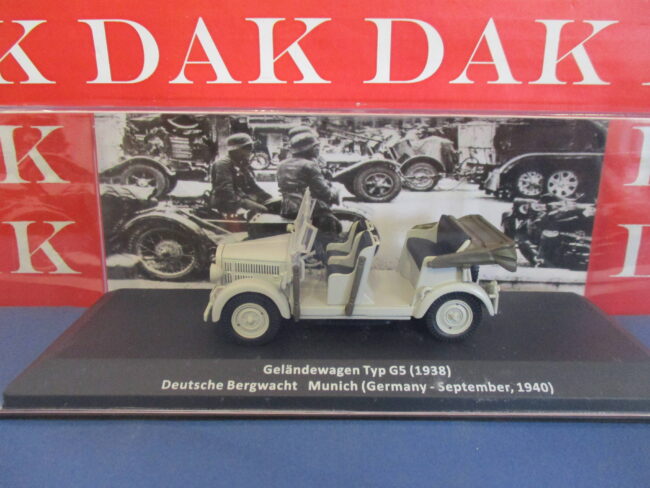 DAK DAK DAK
K
K
K
K
Geländewagen Typ G5 (1938)
Deutsche Bergwacht Munich (Germany - September, 1940)